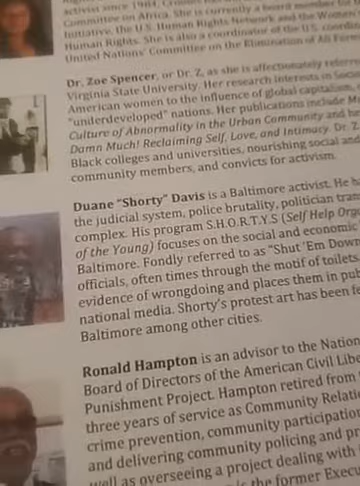 activist since 1984.
Committee on Africa. She is currently a board member for
Initiative, the U.S. Human Rights Network and the Women
Human Rights. She is also a coordinator of the U.S.
United Nations' Committee on the Elimination of All
Dr. Zoe Spencer, or Dr. Z, as she is affectionately
Virginia State University. Her research interests in
American women to the influence of global capitalism,
"underdeveloped" nations. Her publications include
Culture of Abnormality in the Urban Community and
Damn Much! Reclaiming Self, Love, and Intimacy. Dr. Z
Black colleges and universities, nourishing social and
community members, and convicts for activism.
Duane "Shorty" Davis is a Baltimore activist. He
the judicial system, police brutality, politician
complex. His program S.H.O.R.T.Y.S (Self Help
of the Young) focuses on the social and economic
Baltimore. Fondly referred to as "Shut 'Em Down
officials, often times through the motif of toilets.
evidence of wrongdoing and places them in
national media. Shorty's protest art has been
Baltimore among other cities.
Ronald Hampton is an advisor to the
Board of Directors of the American Civil
Punishment Project. Hampton retired from
three years of service as Community
crime prevention, community
and delivering community policing and
well as overseeing a project dealing with
is the former